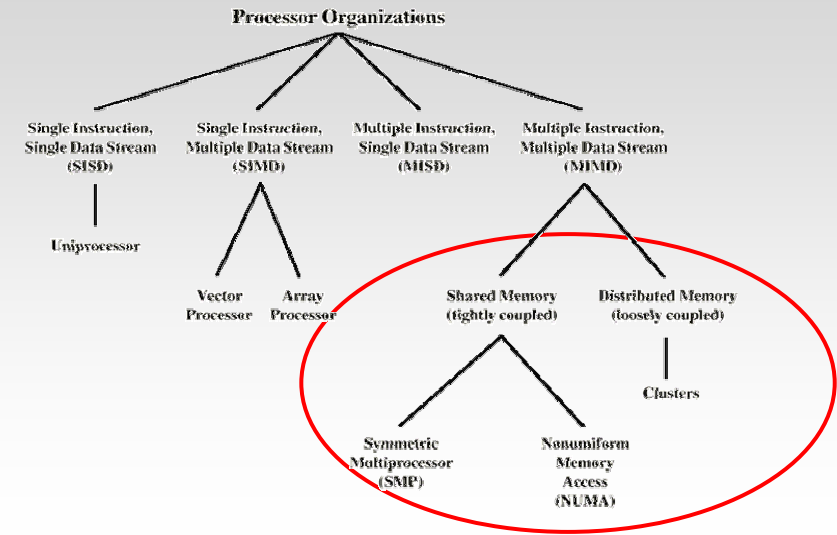 Processor Organizations
Single Instruction,
Single Data Stream
(SISD)
Single Instruction,
Multiple Data Stream
(SIMD)
Multiple Instruction,
Single Data Stream
(MISD)
Multiple Instruction,
Multiple Data Stream
(MIMD)
Uniprocessor
Vector
Processor
Array
Processor
Shared Memory
(tightly coupled)
Distributed Memory
(loosely coupled)
Clusters
Symmetric
Multiprocessor
(SMP)
Nonuniform
Memory
Access
(NUMA)